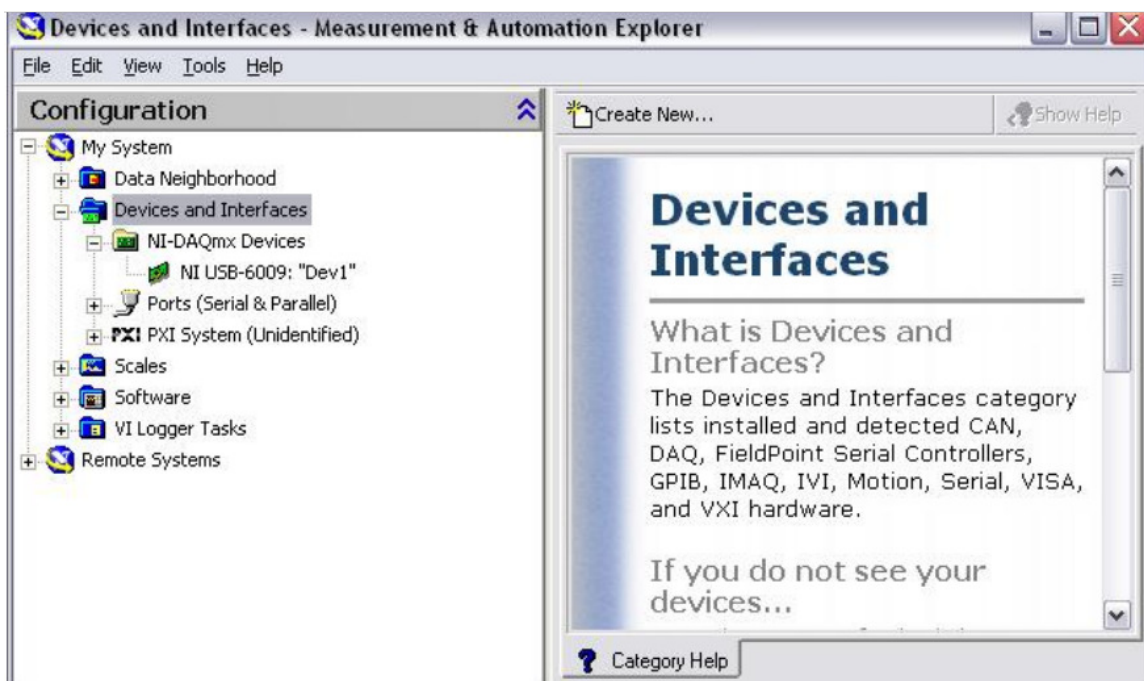 Devices and Interfaces - Measurement & Automation Explorer
File Edit View Tools Help
Configuration
My System
Data Neighborhood
Devices and Interfaces
NI-DAQmx Devices
NI USB-6009: "Dev1"
Ports (Serial & Parallel)
PXI PXI System (Unidentified)
Scales
Software
VI Logger Tasks
Remote Systems
Create New...
Show Help
Devices and
Interfaces
What is Devices and
Interfaces?
The Devices and Interfaces category
lists installed and detected CAN,
DAQ, FieldPoint Serial Controllers,
GPIB, IMAQ, IVI, Motion, Serial, VISA,
and VXI hardware.
If you do not see your
devices...
Category Help